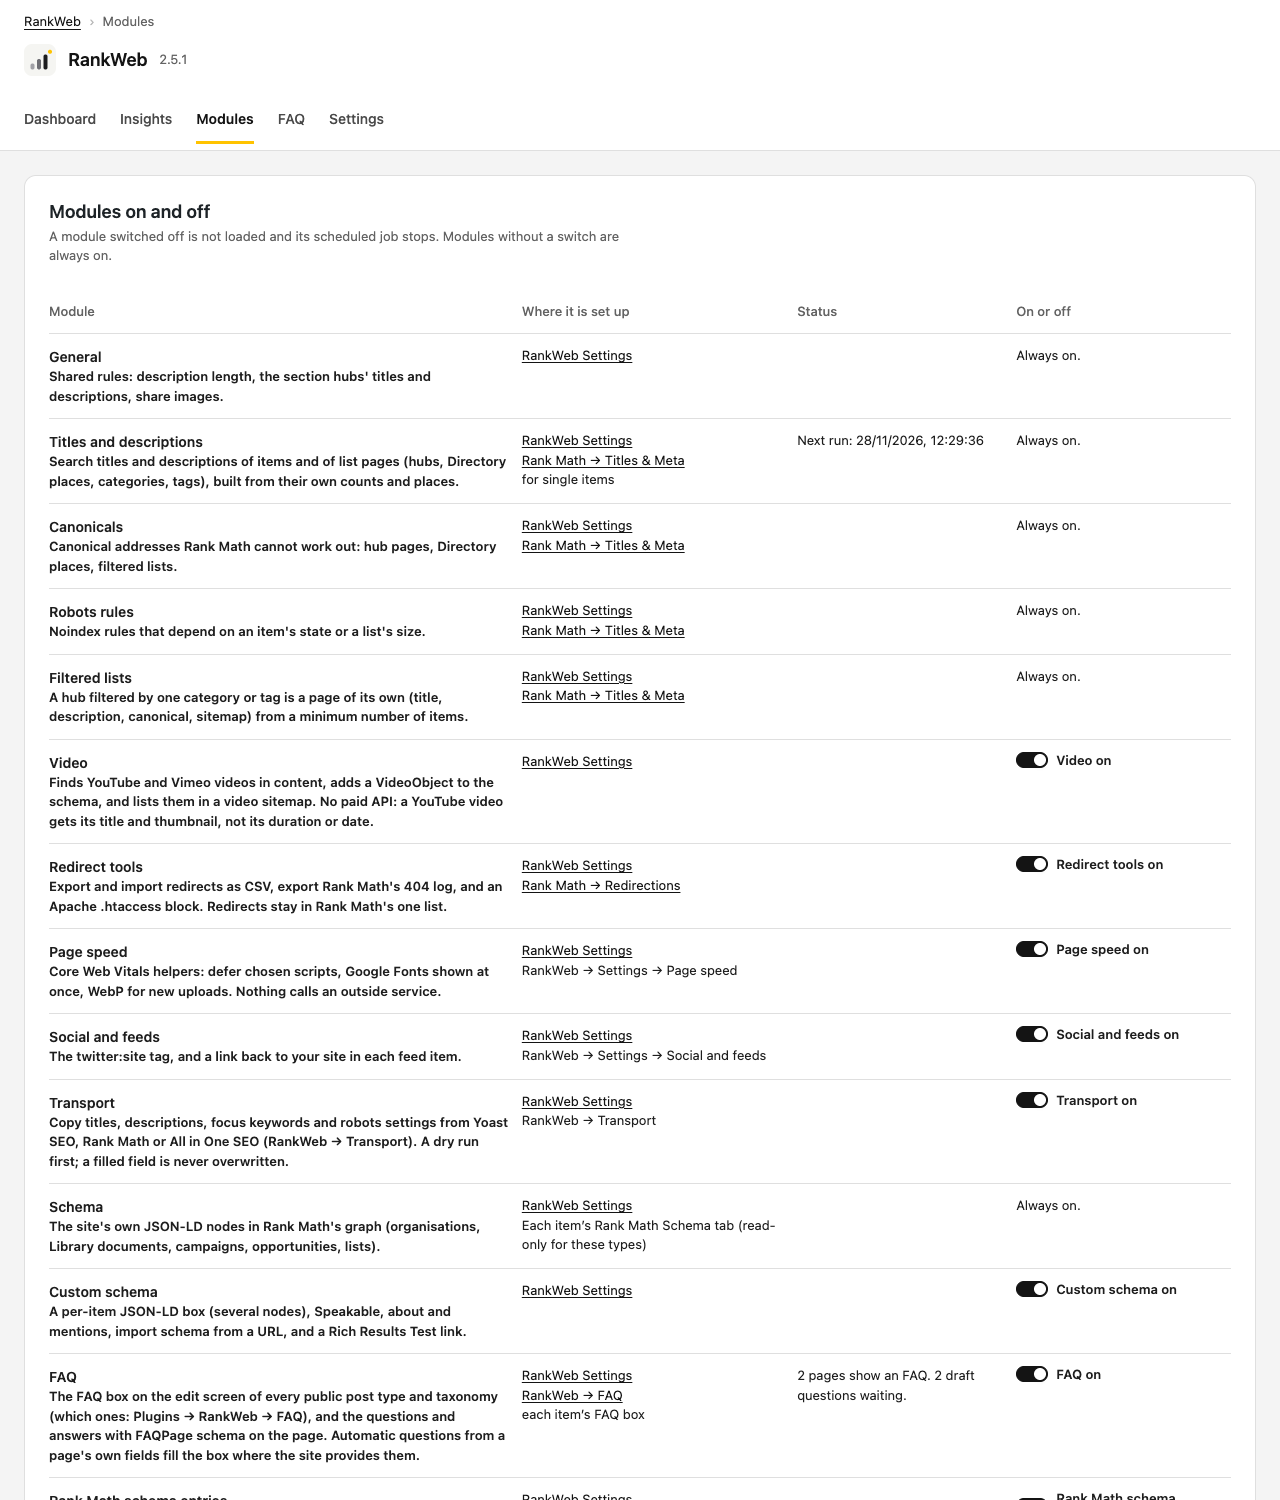 RankWeb › Modules
RankWeb 2.5.1
Dashboard Insights Modules FAQ Settings
Modules on and off
A module switched off is not loaded and its scheduled job stops. Modules without a switch are
always on.
Module Where it is set up Status On or off
General
Shared rules: description length, the section hubs' titles and
descriptions, share images.
RankWeb Settings
Always on.
Titles and descriptions
Search titles and descriptions of items and of list pages (hubs, Directory
places, categories, tags), built from their own counts and places.
RankWeb Settings
Rank Math → Titles & Meta
for single items
Next run: 28/11/2026, 12:29:36
Always on.
Canonicals
Canonical addresses Rank Math cannot work out: hub pages, Directory
places, filtered lists.
RankWeb Settings
Rank Math → Titles & Meta
Always on.
Robots rules
Noindex rules that depend on an item's state or a list's size.
RankWeb Settings
Rank Math → Titles & Meta
Always on.
Filtered lists
A hub filtered by one category or tag is a page of its own (title,
description, canonical, sitemap) from a minimum number of items.
RankWeb Settings
Rank Math → Titles & Meta
Always on.
Video
Finds YouTube and Vimeo videos in content, adds a VideoObject to the
schema, and lists them in a video sitemap. No paid API: a YouTube video
gets its title and thumbnail, not its duration or date.
RankWeb Settings
Video on
Redirect tools
Export and import redirects as CSV, export Rank Math's 404 log, and an
Apache .htaccess block. Redirects stay in Rank Math's one list.
RankWeb Settings
Rank Math → Redirections
Redirect tools on
Page speed
Core Web Vitals helpers: defer chosen scripts, Google Fonts shown at
once, WebP for new uploads. Nothing calls an outside service.
RankWeb Settings
RankWeb → Settings → Page speed
Page speed on
Social and feeds
The twitter:site tag, and a link back to your site in each feed item.
RankWeb Settings
RankWeb → Settings → Social and feeds
Social and feeds on
Transport
Copy titles, descriptions, focus keywords and robots settings from Yoast
SEO, Rank Math or All in One SEO (RankWeb → Transport). A dry run
first; a filled field is never overwritten.
RankWeb Settings
RankWeb → Transport
Transport on
Schema
The site's own JSON-LD nodes in Rank Math's graph (organisations,
Library documents, campaigns, opportunities, lists).
RankWeb Settings
Each item’s Rank Math Schema tab (read-
only for these types)
Always on.
Custom schema
A per-item JSON-LD box (several nodes), Speakable, about and
mentions, import schema from a URL, and a Rich Results Test link.
RankWeb Settings
Custom schema on
FAQ
The FAQ box on the edit screen of every public post type and taxonomy
(which ones: Plugins → RankWeb → FAQ), and the questions and
answers with FAQPage schema on the page. Automatic questions from a
page's own fields fill the box where the site provides them.
RankWeb Settings
RankWeb → FAQ
each item’s FAQ box
2 pages show an FAQ. 2 draft
questions waiting.
FAQ on
Rank Math schema entries
RankWeb Settings
Rank Math schema